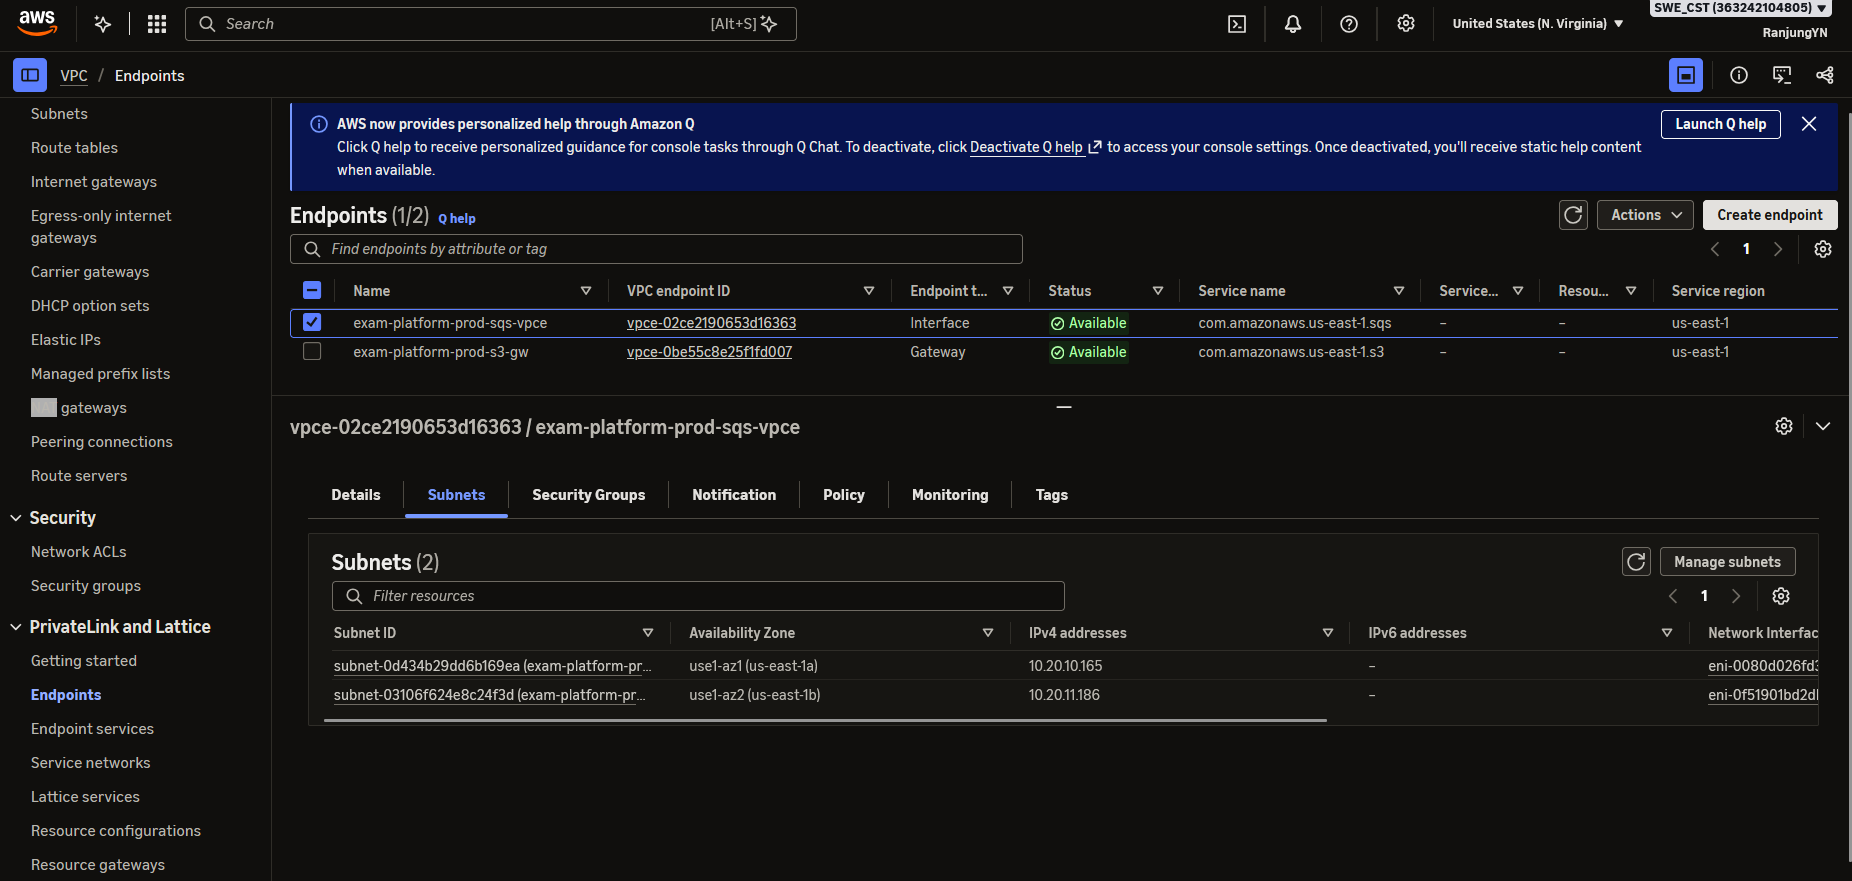 aws
Search
[Alt+S]
United States (N. Virginia)
SWE_CST (363242104805)
RanjungYN
VPC / Endpoints
Subnets
Route tables
Internet gateways
Egress-only internet
gateways
Carrier gateways
DHCP option sets
Elastic IPs
Managed prefix lists
gateways
Peering connections
Route servers
Security
Network ACLs
Security groups
PrivateLink and Lattice
Getting started
Endpoints
Endpoint services
Service networks
Lattice services
Resource configurations
Resource gateways
AWS now provides personalized help through Amazon Q
Click Q help to receive personalized guidance for console tasks through Q Chat. To deactivate, click Deactivate Q help to access your console settings. Once deactivated, you'll receive static help content
when available.
Launch Q help
Endpoints (1/2) Q help
Actions
Create endpoint
Find endpoints by attribute or tag
1
Name VPC endpoint ID Endpoint t... Status Service name Service... Resou... Service region
exam-platform-prod-sqs-vpce vpce-02ce2190653d16363 Interface Available com.amazonaws.us-east-1.sqs – – us-east-1
exam-platform-prod-s3-gw vpce-0be55c8e25f1fd007 Gateway Available com.amazonaws.us-east-1.s3 – – us-east-1
vpce-02ce2190653d16363 / exam-platform-prod-sqs-vpce
Details Subnets Security Groups Notification Policy Monitoring Tags
Subnets (2)
Manage subnets
Filter resources
1
Subnet ID Availability Zone IPv4 addresses IPv6 addresses Network Interfac
subnet-0d434b29dd6b169ea (exam-platform-pr... use1-az1 (us-east-1a) 10.20.10.165 – eni-0080d026fd3
subnet-03106f624e8c24f3d (exam-platform-pr... use1-az2 (us-east-1b) 10.20.11.186 – eni-0f51901bd2d